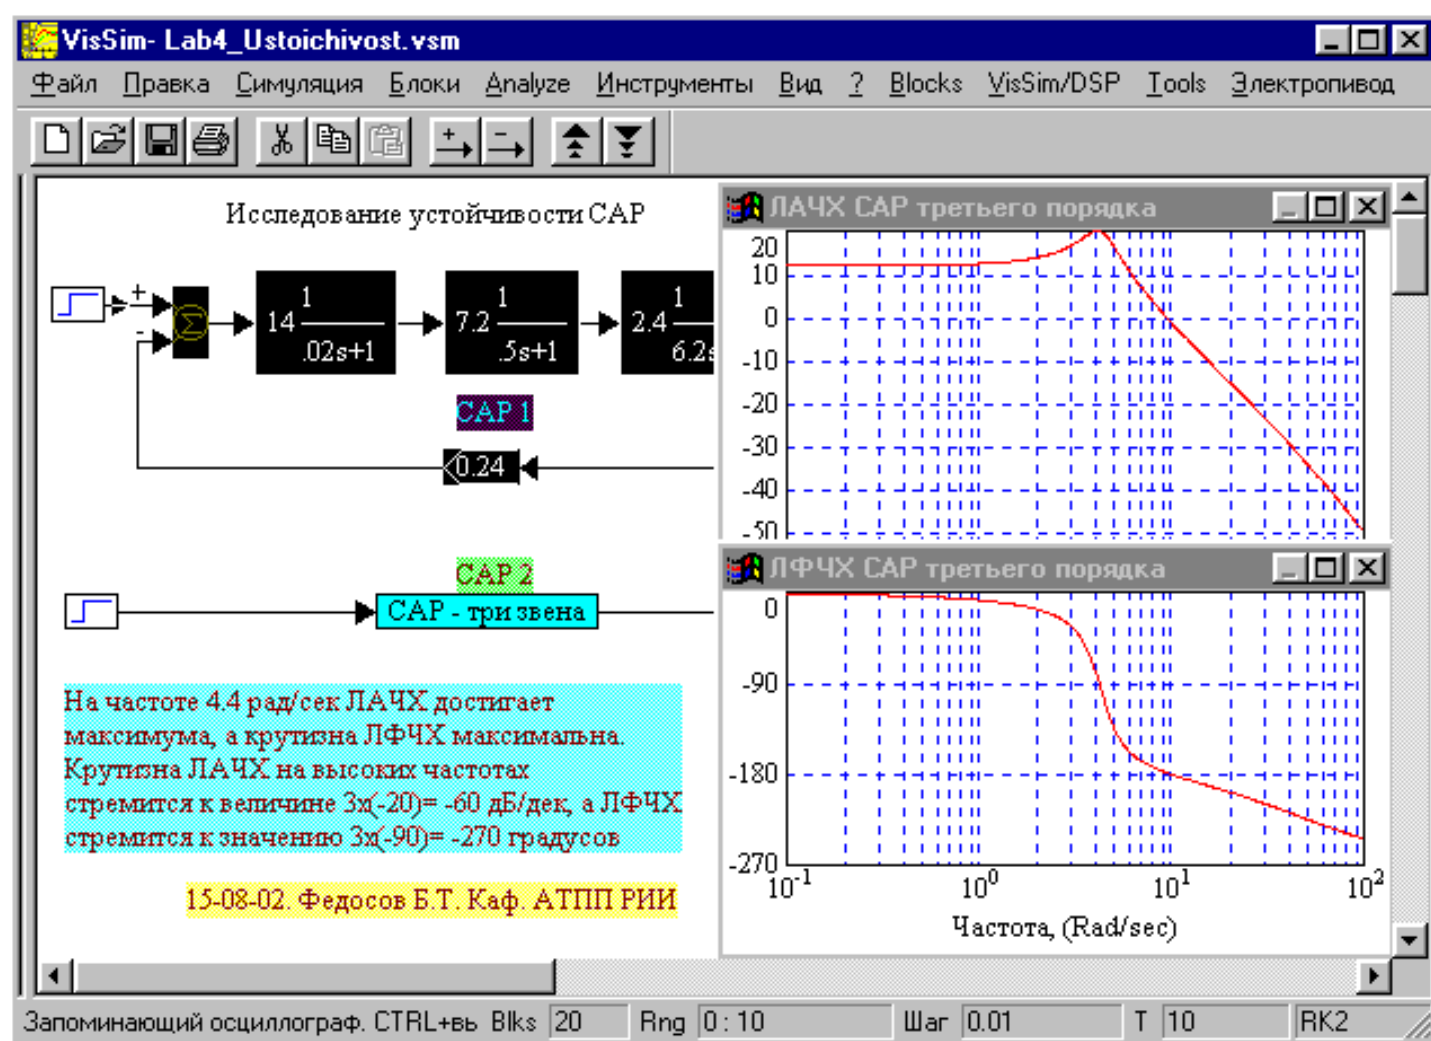 VisSim- Lab4_Ustoichivost.vsm
Файл Правка Симуляция Блоки Analyze Инструменты Вид ? Blocks VisSim/DSP Tools Электропивод
Исследование устойчивости САР
+
-
Σ
14 1
.02s+1
7.2 1
.5s+1
2.4 1
6.2s
САР 1
0.24
САР 2
САР - три звена
На частоте 4.4 рад/сек ЛАЧХ достигает
максимума, а крутизна ЛФЧХ максимальна.
Крутизна ЛАЧХ на высоких частотах
стремится к величине 3x(-20)= -60 дБ/дек, а ЛФЧХ
стремится к значению 3x(-90)= -270 градусов
15-08-02. Федосов Б.Т. Каф. АТПП РИИ
ЛАЧХ САР третьего порядка
20
10
0
-10
-20
-30
-40
-50
ЛФЧХ САР третьего порядка
0
-90
-180
-270
10⁻¹ 10⁰ 10¹ 10²
Частота, (Rad/sec)
Запоминающий осциллограф. CTRL+вь Blks 20 Rng 0 : 10 Шаг 0.01 T 10 RK2